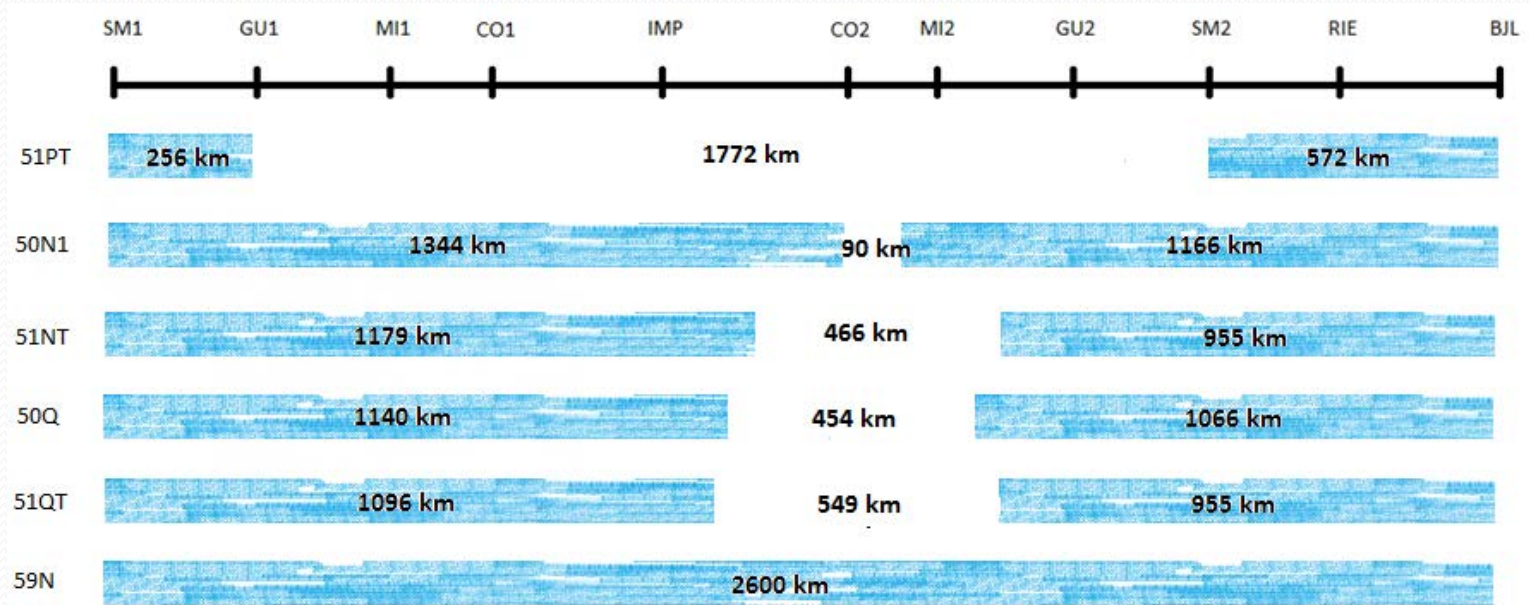 SM1 GU1 MI1 CO1 IMP CO2 MI2 GU2 SM2 RIE BJL
51PT 256 km 1772 km 572 km
50N1 1344 km 90 km 1166 km
51NT 1179 km 466 km 955 km
50Q 1140 km 454 km 1066 km
51QT 1096 km 549 km 955 km
59N 2600 km